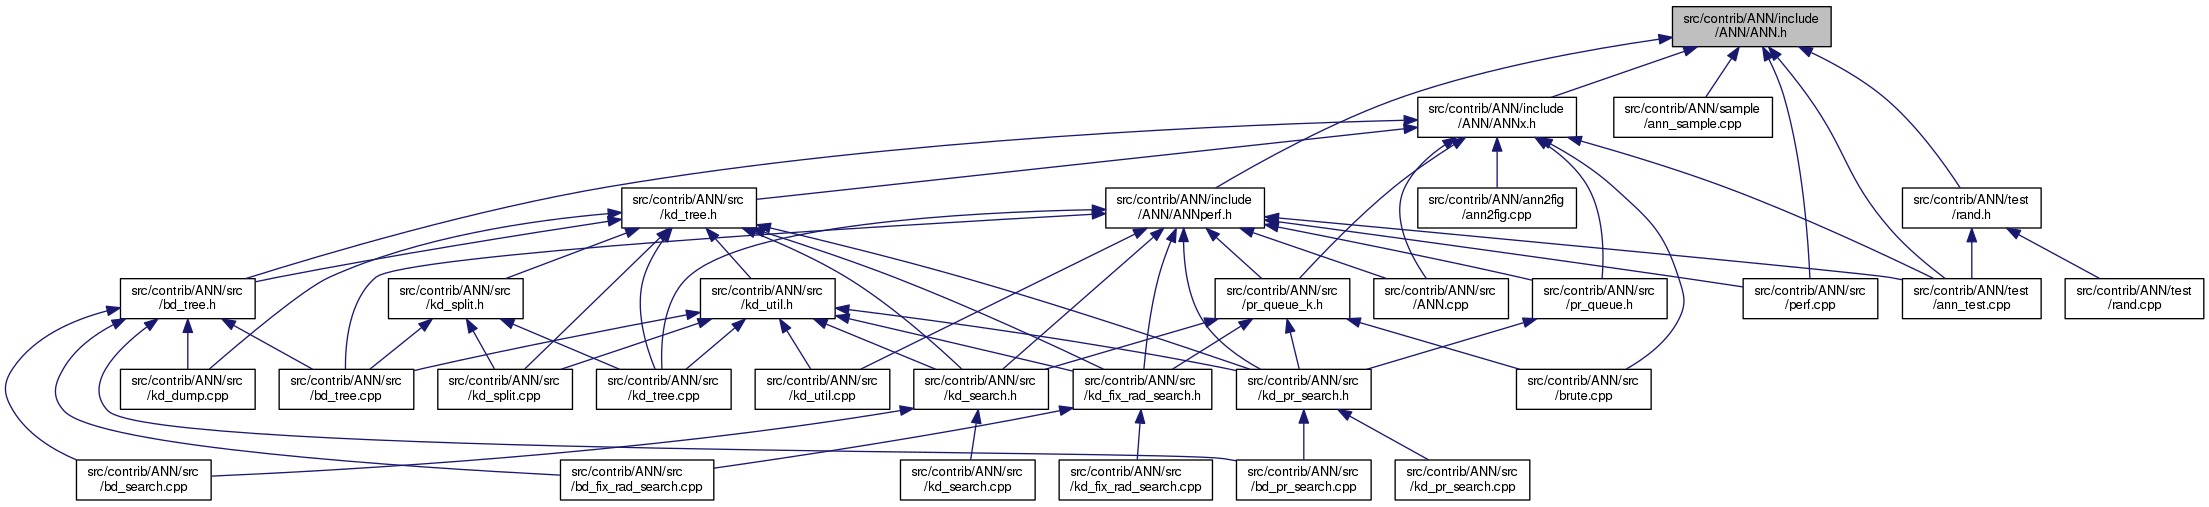 src/contrib/ANN/include
/ANN/ANN.h
src/contrib/ANN/include
/ANN/ANNx.h
src/contrib/ANN/sample
/ann_sample.cpp
src/contrib/ANN/src
/kd_tree.h
src/contrib/ANN/include
/ANN/ANNperf.h
src/contrib/ANN/ann2fig
/ann2fig.cpp
src/contrib/ANN/test
/rand.h
src/contrib/ANN/src
/bd_tree.h
src/contrib/ANN/src
/kd_split.h
src/contrib/ANN/src
/kd_util.h
src/contrib/ANN/src
/pr_queue_k.h
src/contrib/ANN/src
/ANN.cpp
src/contrib/ANN/src
/pr_queue.h
src/contrib/ANN/src
/perf.cpp
src/contrib/ANN/test
/ann_test.cpp
src/contrib/ANN/test
/rand.cpp
src/contrib/ANN/src
/kd_dump.cpp
src/contrib/ANN/src
/bd_tree.cpp
src/contrib/ANN/src
/kd_split.cpp
src/contrib/ANN/src
/kd_tree.cpp
src/contrib/ANN/src
/kd_util.cpp
src/contrib/ANN/src
/kd_search.h
src/contrib/ANN/src
/kd_fix_rad_search.h
src/contrib/ANN/src
/kd_pr_search.h
src/contrib/ANN/src
/brute.cpp
src/contrib/ANN/src
/bd_search.cpp
src/contrib/ANN/src
/bd_fix_rad_search.cpp
src/contrib/ANN/src
/kd_search.cpp
src/contrib/ANN/src
/kd_fix_rad_search.cpp
src/contrib/ANN/src
/bd_pr_search.cpp
src/contrib/ANN/src
/kd_pr_search.cpp